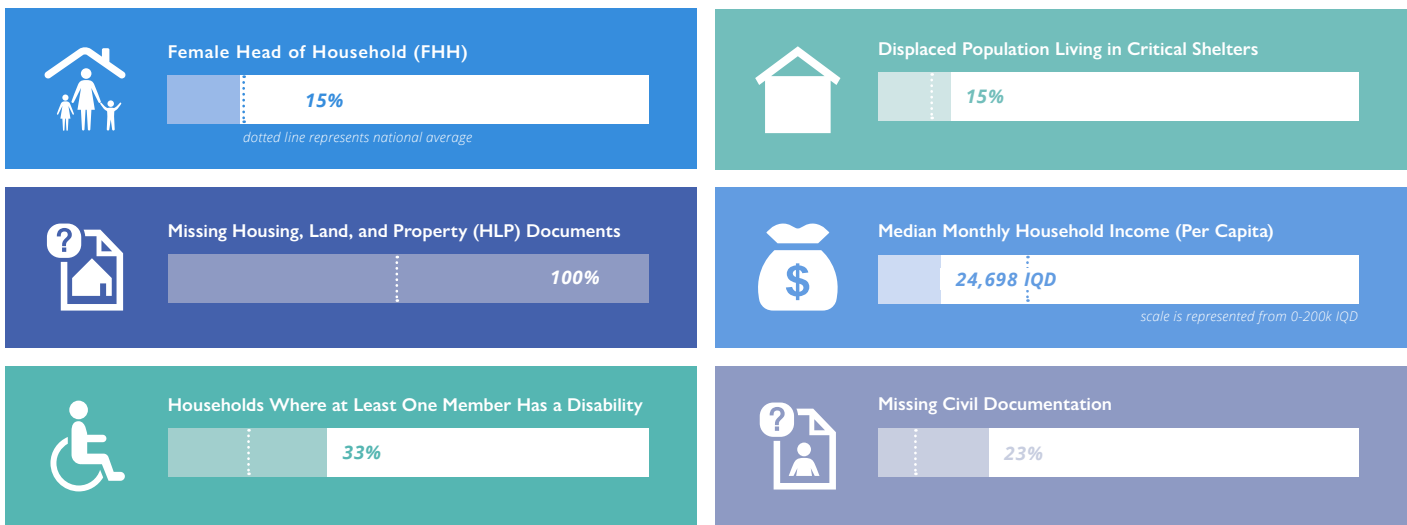 Female Head of Household (FHH)
15%
dotted line represents national average
Displaced Population Living in Critical Shelters
15%
?
Missing Housing, Land, and Property (HLP) Documents
100%
$
Median Monthly Household Income (Per Capita)
24,698 IQD
scale is represented from 0-200k IQD
Households Where at Least One Member Has a Disability
33%
?
Missing Civil Documentation
23%